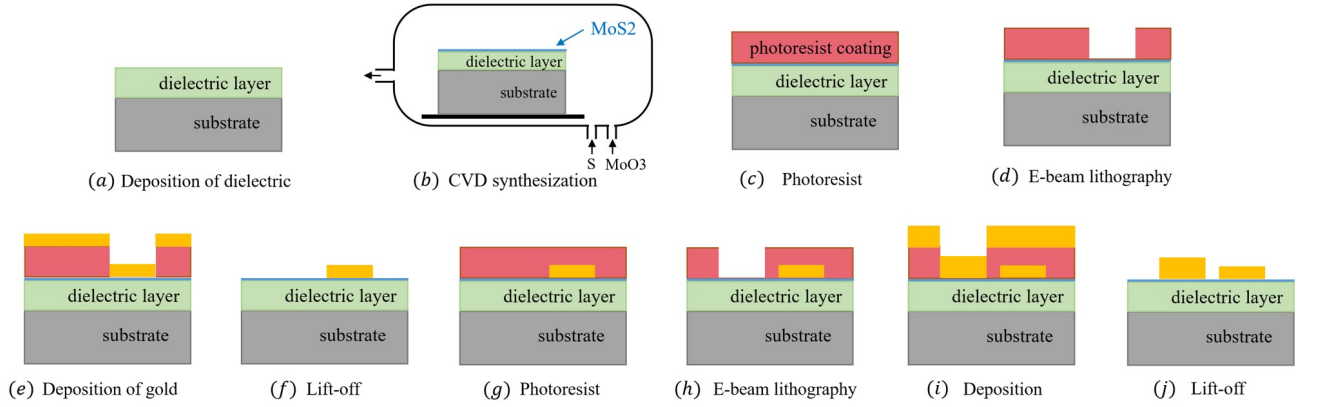 dielectric layer
substrate
(a) Deposition of dielectric
MoS2
dielectric layer
substrate
S MoO3
(b) CVD synthesization
photoresist coating
dielectric layer
substrate
(c) Photoresist
dielectric layer
substrate
(d) E-beam lithography
dielectric layer
substrate
(e) Deposition of gold
dielectric layer
substrate
(f) Lift-off
dielectric layer
substrate
(g) Photoresist
dielectric layer
substrate
(h) E-beam lithography
dielectric layer
substrate
(i) Deposition
dielectric layer
substrate
(j) Lift-off